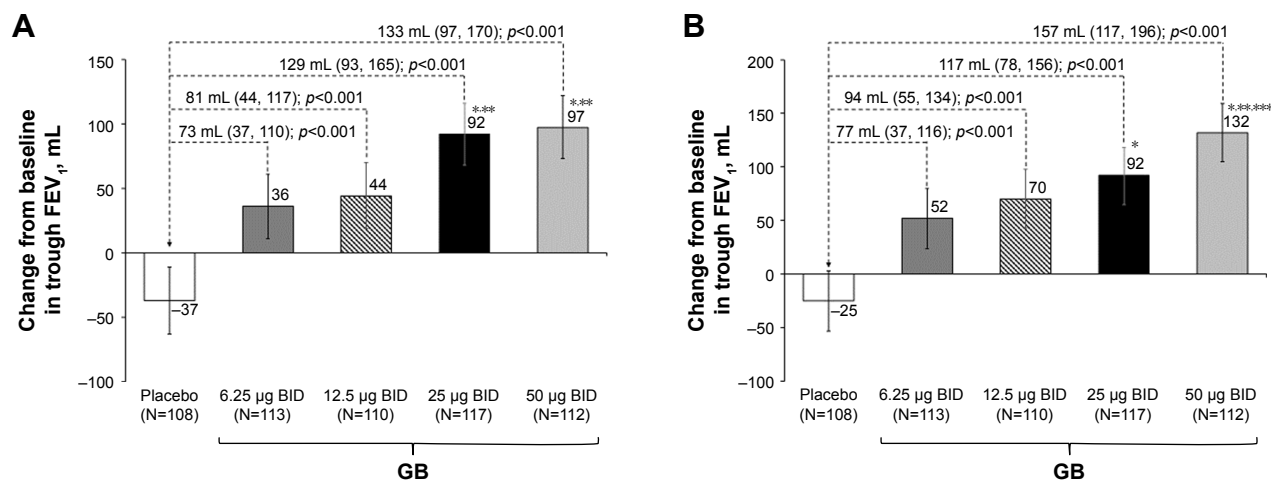 A
133 mL (97, 170); p<0.001
129 mL (93, 165); p<0.001
81 mL (44, 117); p<0.001
73 mL (37, 110); p<0.001
Change from baseline
in trough FEV₁, mL
150
100
50
0
–50
–100
–37
36
44
*,**
92
*,**
97
Placebo
(N=108)
6.25 µg BID
(N=113)
12.5 µg BID
(N=110)
25 µg BID
(N=117)
50 µg BID
(N=112)
GB
B
157 mL (117, 196); p<0.001
117 mL (78, 156); p<0.001
94 mL (55, 134); p<0.001
77 mL (37, 116); p<0.001
Change from baseline
in trough FEV₁, mL
200
150
100
50
0
–50
–100
–25
52
70
*
92
*,**,***
132
Placebo
(N=108)
6.25 µg BID
(N=113)
12.5 µg BID
(N=110)
25 µg BID
(N=117)
50 µg BID
(N=112)
GB